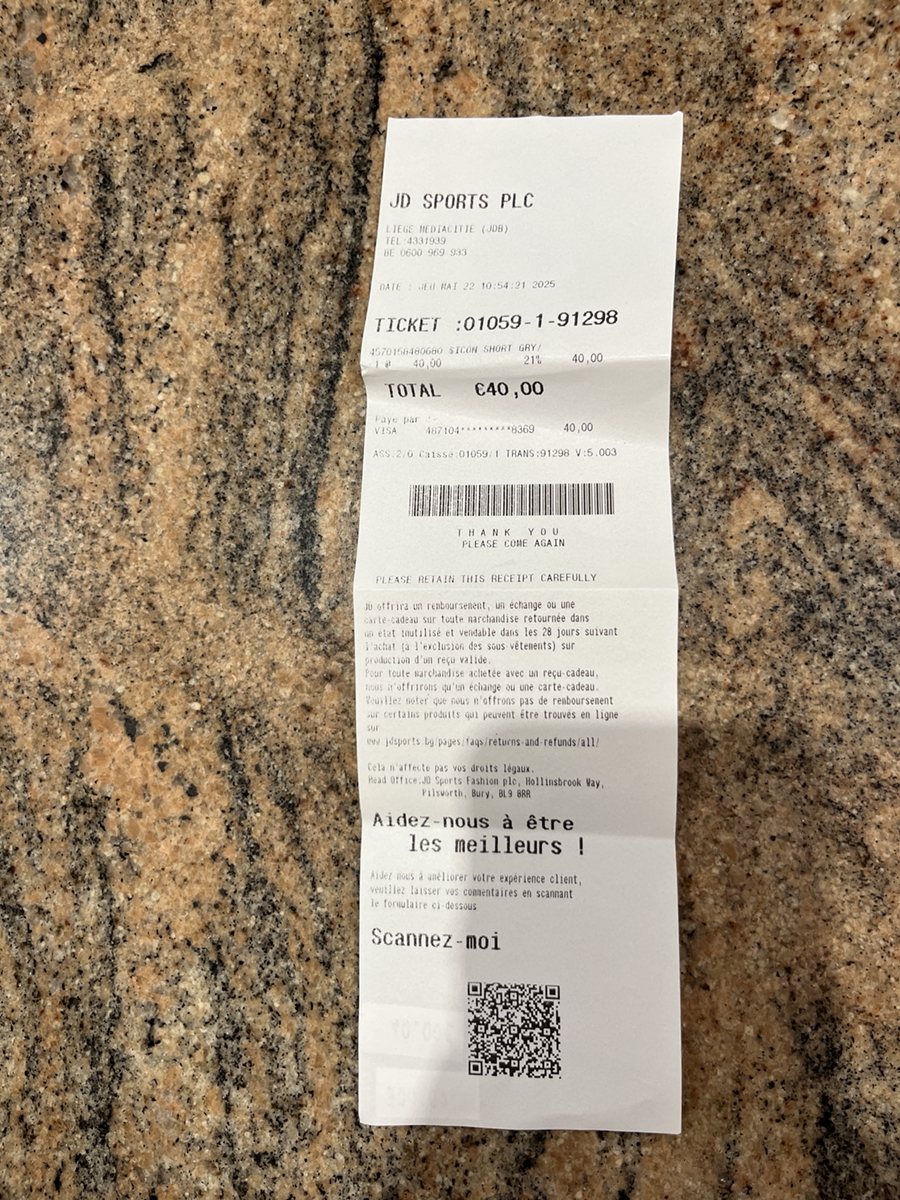 JD SPORTS PLC
LIEGE MEDIACITIE (JDB)
TEL:4331939
BE 0600 969 933
DATE : JEU MAI 22 10:54:21 2025
TICKET :01059-1-91298
SICON SHORT GRY/
1 @ 40,00 21% 40,00
TOTAL €40,00
Paye par :-
VISA 467104*********8369 40,00
ASS:2/0 Caisse:01059/1 TRANS:91298 V:5.003
THANK YOU
PLEASE COME AGAIN
PLEASE RETAIN THIS RECEIPT CAREFULLY
JD offrira un remboursement, un échange ou une
carte-cadeau sur toute marchandise retournée dans
un état inutilisé et vendable dans les 28 jours suivant
l'achat (à l'exclusion des sous-vêtements) sur
production d'un reçu valide.
Pour toute marchandise achetée avec un reçu-cadeau,
nous n'offrirons qu'un échange ou une carte-cadeau.
Veuillez noter que nous n'offrons pas de remboursement
sur certains produits qui peuvent être trouvés en ligne
sur
www.jdsports.bg/pages/faqs/returns-and-refunds/all/
Cela n'affecte pas vos droits légaux.
Head Office:JD Sports Fashion plc, Hollinsbrook Way,
Pilsworth, Bury, BL9 8RR
Aidez-nous à être
les meilleurs !
Aidez-nous à améliorer votre expérience client,
veuillez laisser vos commentaires en scannant
le formulaire ci-dessous
Scannez-moi